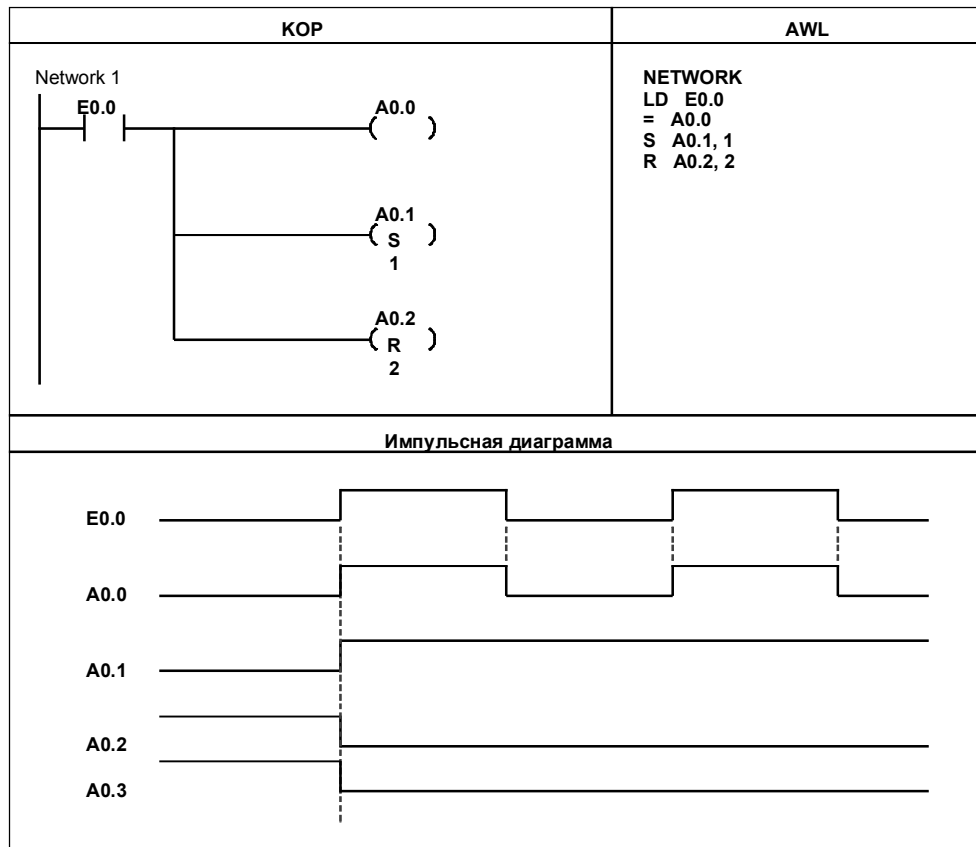 KOP
AWL
Network 1
E0.0
A0.0
( )
A0.1
( S )
1
A0.2
( R )
2
NETWORK
LD E0.0
= A0.0
S A0.1, 1
R A0.2, 2
Импульсная диаграмма
E0.0
A0.0
A0.1
A0.2
A0.3